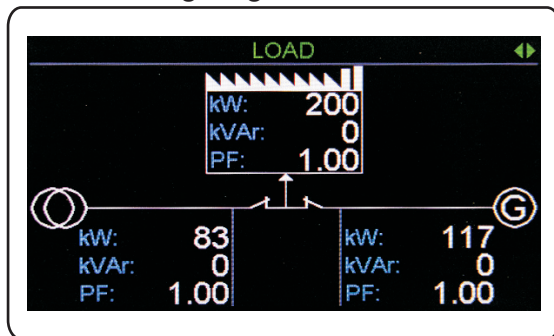 LOAD
kW: 200
kVAr: 0
PF: 1.00
G
kW: 83 kW: 117
kVAr: 0 kVAr: 0
PF: 1.00 PF: 1.00